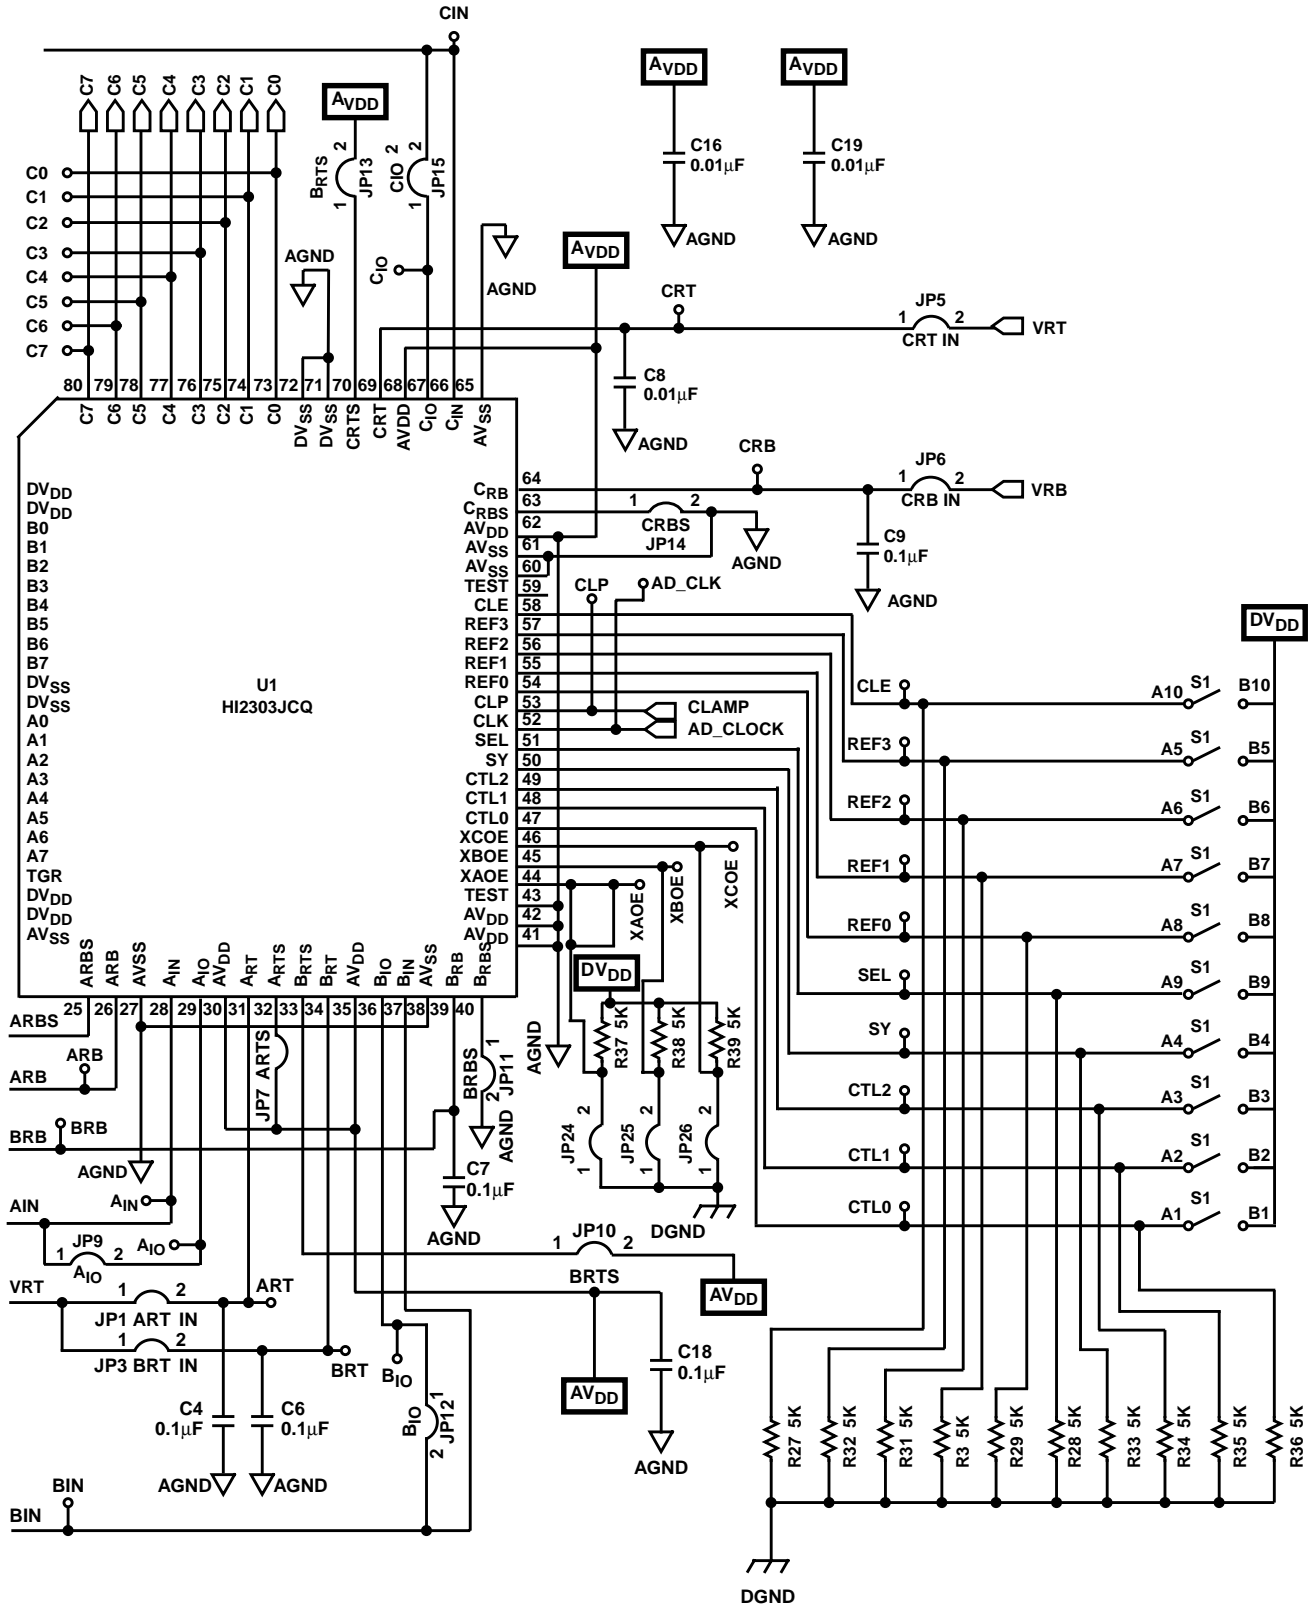 CIN
C7 C6 C5 C4 C3 C2 C1 C0
AVDD
AVDD
AVDD
C16
0.01µF
C19
0.01µF
AGND
AGND
BRTS
1 2
JP13
CIO
1 2
JP15
C0
C1
C2
C3
C4
C5
C6
C7
AGND
CIO
AGND
AVDD
CRT
JP5
1 2
CRT IN
VRT
C8
0.01µF
AGND
80 79 78 77 76 75 74 73 72 71 70 69 68 67 66 65
C7 C6 C5 C4 C3 C2 C1 C0 DVSS DVSS CRTS CRT AVDD CIO CIN AVSS
CRB
JP6
1 2
CRB IN
VRB
C9
0.1µF
AGND
1 2
CRBS
JP14
AGND
DVDD
DVDD
B0
B1
B2
B3
B4
B5
B6
B7
DVSS
DVSS
A0
A1
A2
A3
A4
A5
A6
A7
TGR
DVDD
DVDD
AVSS
U1
HI2303JCQ
CRB 64
CRBS 63
AVDD 62
AVSS 61
AVSS 60
TEST 59
CLE 58
REF3 57
REF2 56
REF1 55
REF0 54
CLP 53
CLK 52
SEL 51
SY 50
CTL2 49
CTL1 48
CTL0 47
XCOE 46
XBOE 45
XAOE 44
TEST 43
AVDD 42
AVDD 41
CLP
AD_CLK
CLAMP
AD_CLOCK
XAOE
XBOE
XCOE
DVDD
CLE A10 S1 B10
REF3 A5 S1 B5
REF2 A6 S1 B6
REF1 A7 S1 B7
REF0 A8 S1 B8
SEL A9 S1 B9
SY A4 S1 B4
CTL2 A3 S1 B3
CTL1 A2 S1 B2
CTL0 A1 S1 B1
ARBS ARB AVSS AIN AIO AVDD ART ARTS BRTS BRT AVDD BIO BIN AVSS BRB BRBS
25 26 27 28 29 30 31 32 33 34 35 36 37 38 39 40
DVDD
R37 5K
R38 5K
R39 5K
AGND
JP24
1 2
JP25
1 2
JP26
1 2
DGND
ARBS
ARB
ARB
BRB
BRB
AGND
JP7 ARTS
BRBS
2 1
JP11
AGND
C7
0.1µF
AGND
AIN
AIN
AIO
JP9
1 2
AIO
JP10
1 2
BRTS
AVDD
VRT
1 2
JP1 ART IN
ART
1 2
JP3 BRT IN
BRT
BIO
C4
0.1µF
AGND
C6
0.1µF
AGND
BIO
2 1
JP12
AVDD
C18
0.1µF
AGND
BIN
BIN
R27 5K
R32 5K
R31 5K
R3 5K
R29 5K
R28 5K
R33 5K
R34 5K
R35 5K
R36 5K
DGND